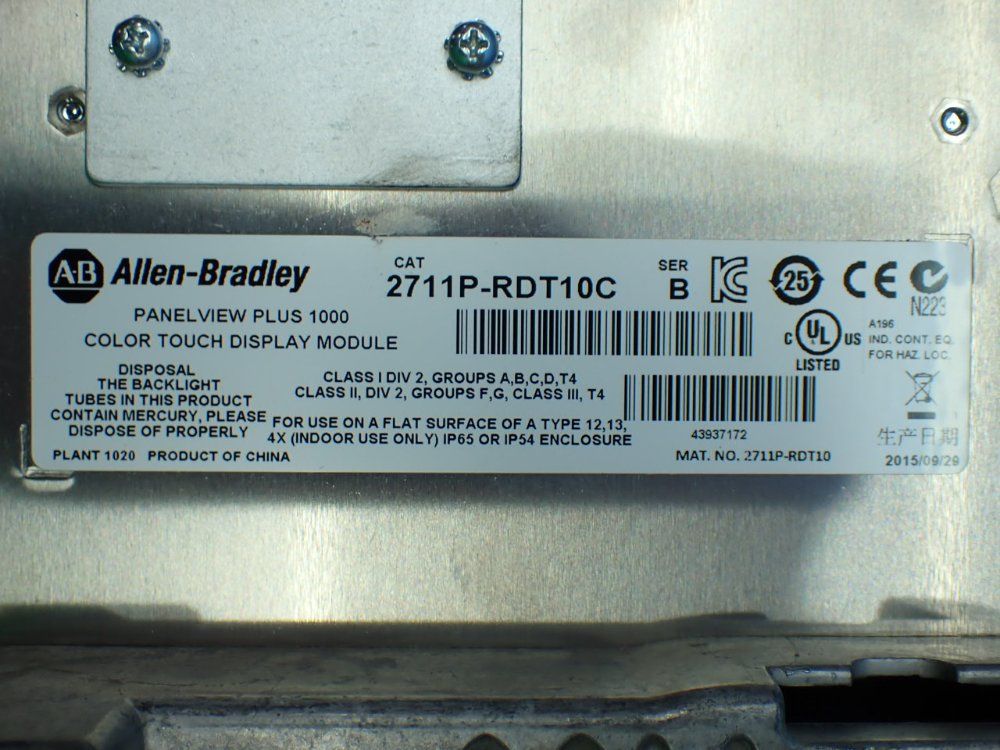 A-B Allen-Bradley
PANELVIEW PLUS 1000
COLOR TOUCH DISPLAY MODULE
DISPOSAL
THE BACKLIGHT
TUBES IN THIS PRODUCT
CONTAIN MERCURY, PLEASE
DISPOSE OF PROPERLY
PLANT 1020 PRODUCT OF CHINA
CAT
2711P-RDT10C
SER
B
CLASS I DIV 2, GROUPS A,B,C,D,T4
CLASS II, DIV 2, GROUPS F,G, CLASS III, T4
FOR USE ON A FLAT SURFACE OF A TYPE 12,13,
4X (INDOOR USE ONLY) IP65 OR IP54 ENCLOSURE
43937172
MAT. NO. 2711P-RDT10
25
CE
N223
C UL US
LISTED
A196
IND. CONT. EQ.
FOR HAZ. LOC.
生产日期
2015/09/29